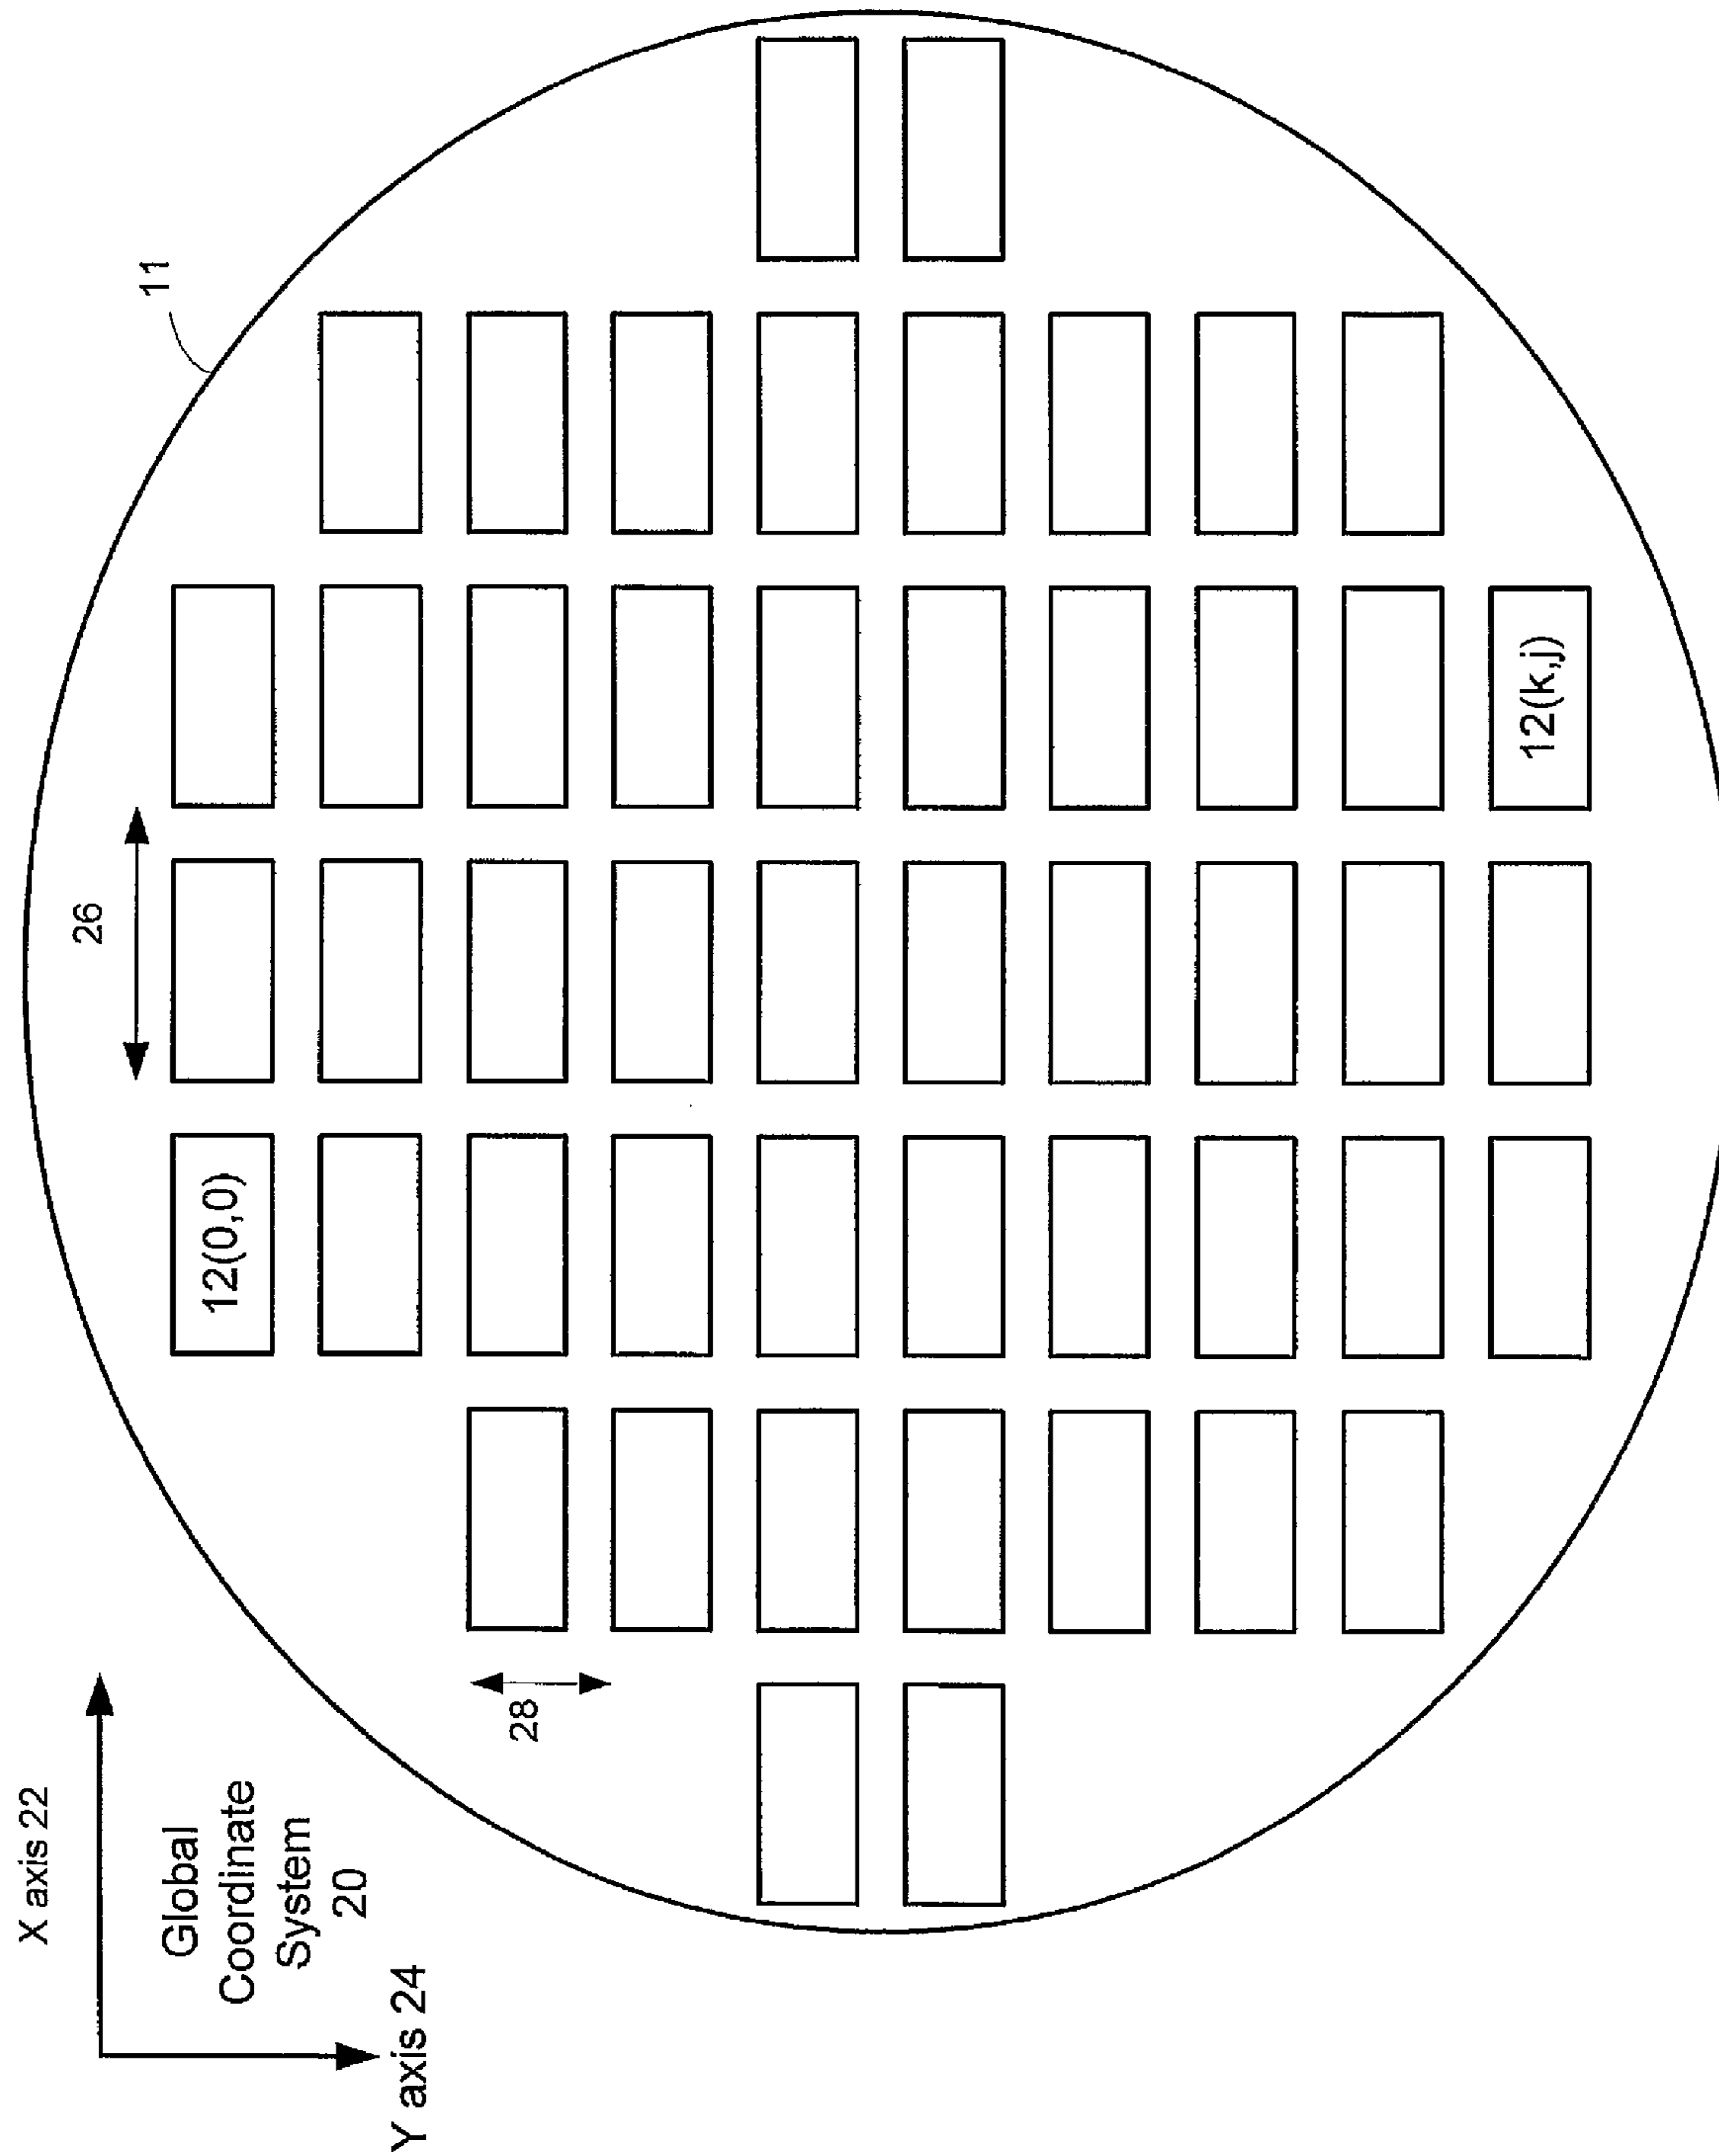 X axis 22
Global
Coordinate
System
20
Y axis 24
28
26
11
12(0,0)
12(k,j)